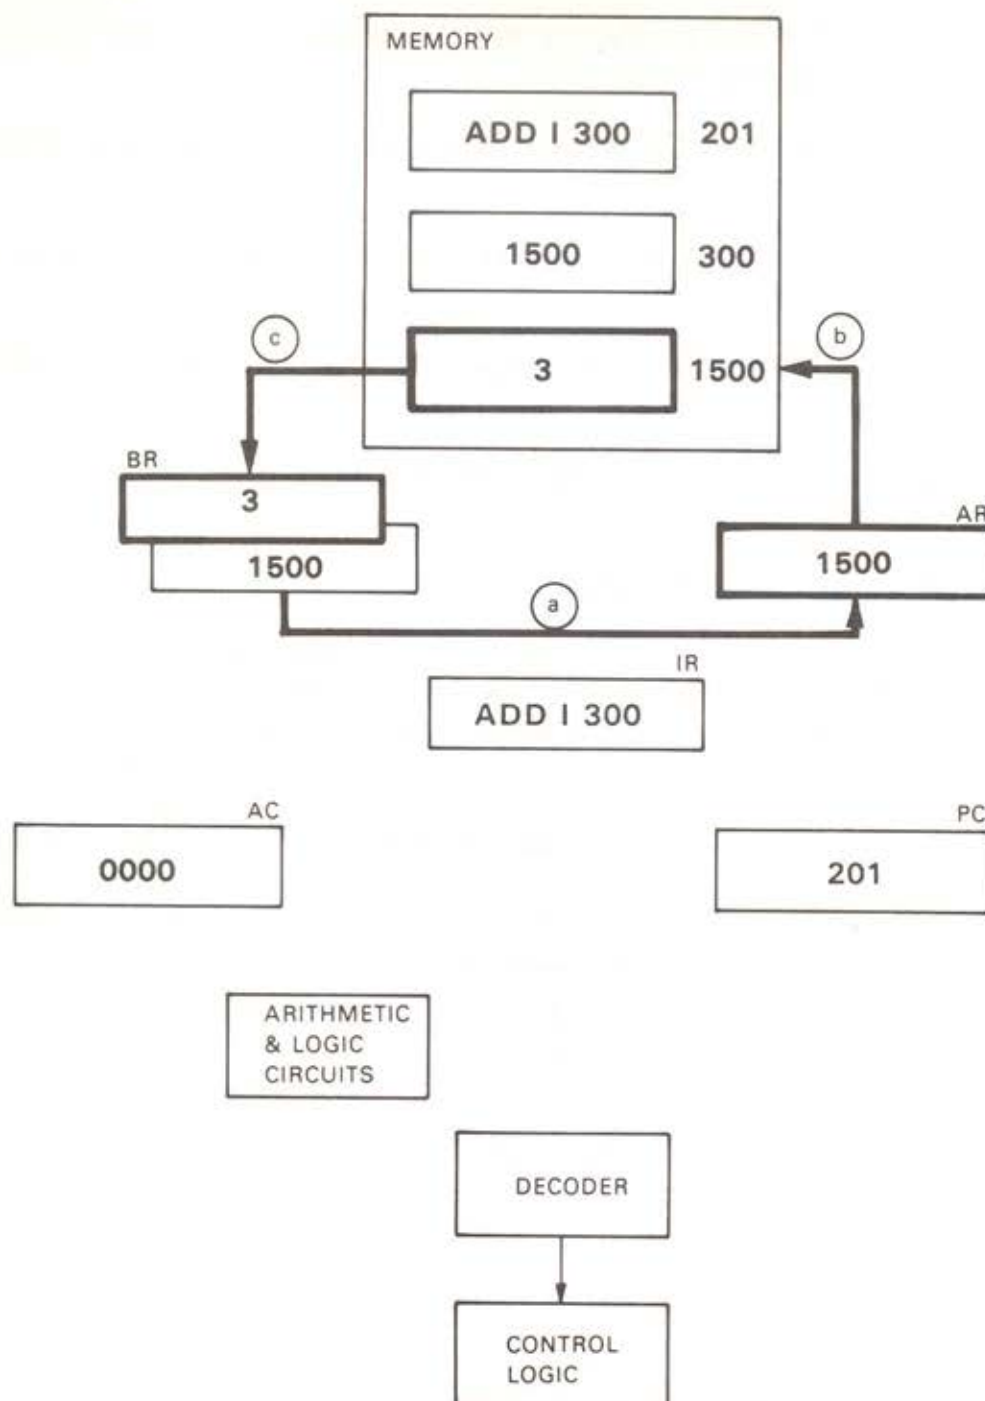 MEMORY
ADD I 300 201
1500 300
c
b
3 1500
BR
3
AR
1500
1500
a
IR
ADD I 300
AC
PC
0000
201
ARITHMETIC
& LOGIC
CIRCUITS
DECODER
CONTROL
LOGIC